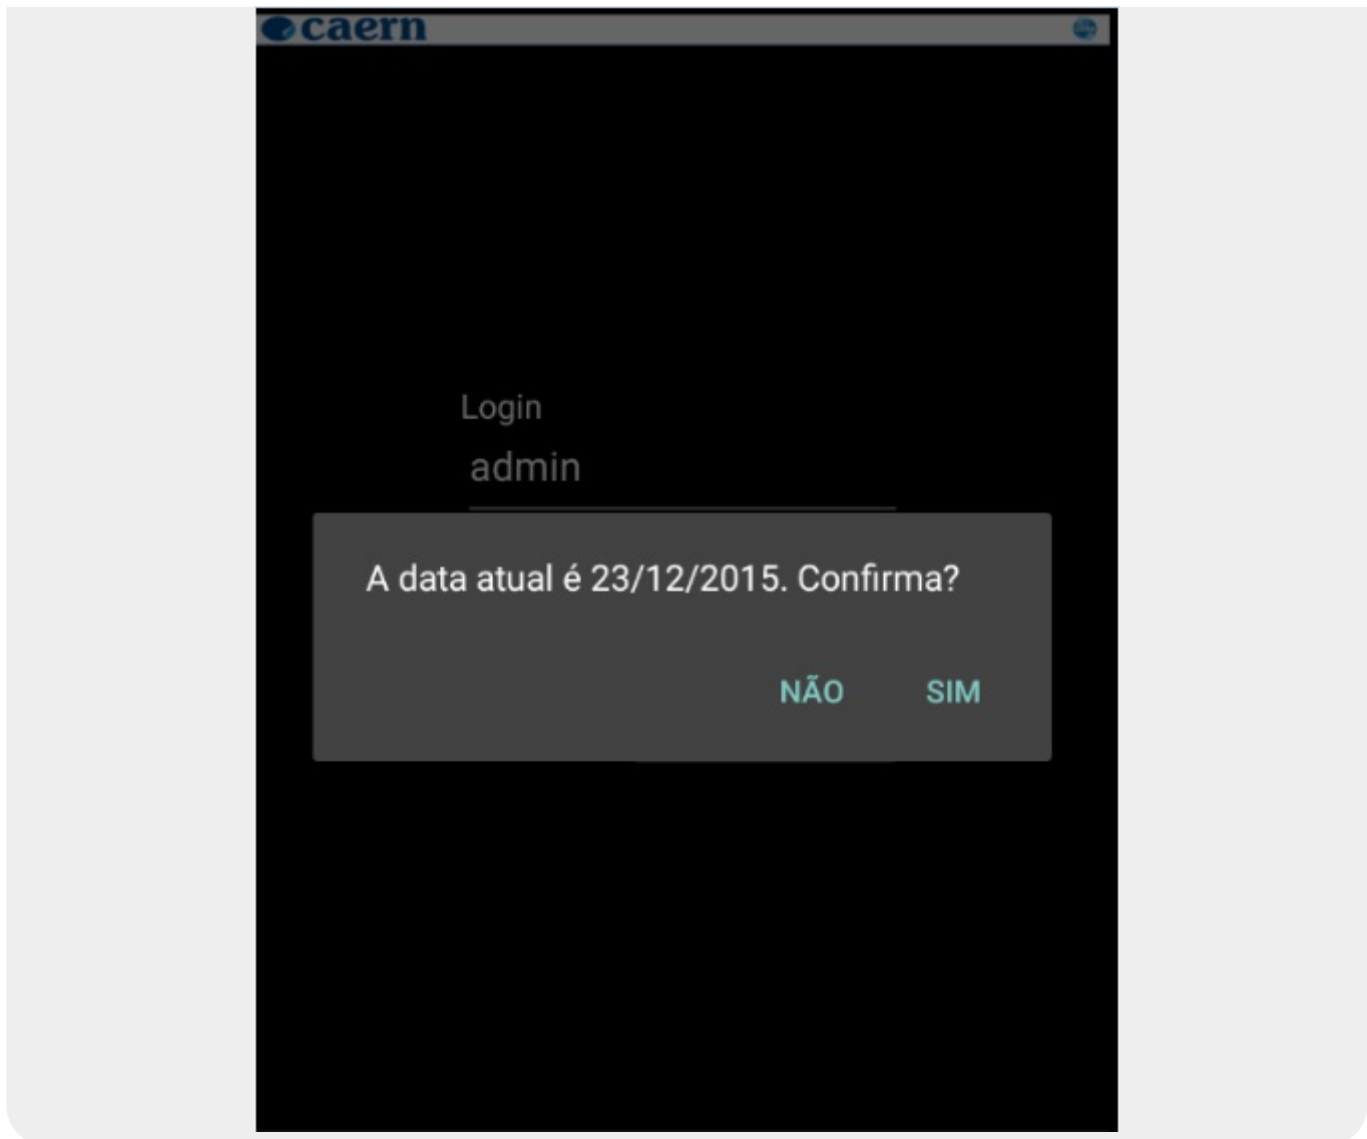 caern
Login
admin
A data atual é 23/12/2015. Confirma?
NÃO SIM